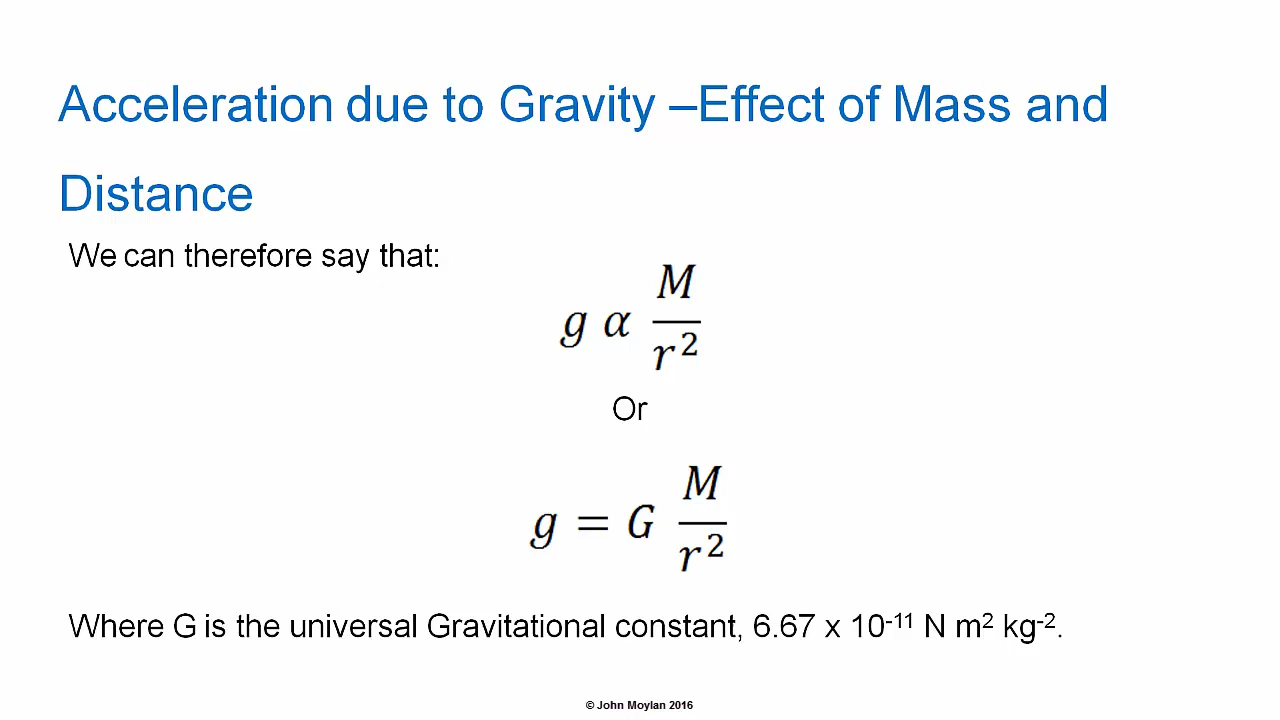 Acceleration due to Gravity –Effect of Mass and
Distance
We can therefore say that:
g α M/r²
Or
g = G M/r²
Where G is the universal Gravitational constant, 6.67 x 10⁻¹¹ N m² kg⁻².
© John Moylan 2016